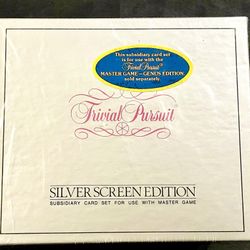 This subsidiary card set
is for use with the
Trivial Pursuit®
MASTER GAME — GENUS EDITION,
sold separately.
Trivial Pursuit
SILVER SCREEN EDITION
SUBSIDIARY CARD SET FOR USE WITH MASTER GAME